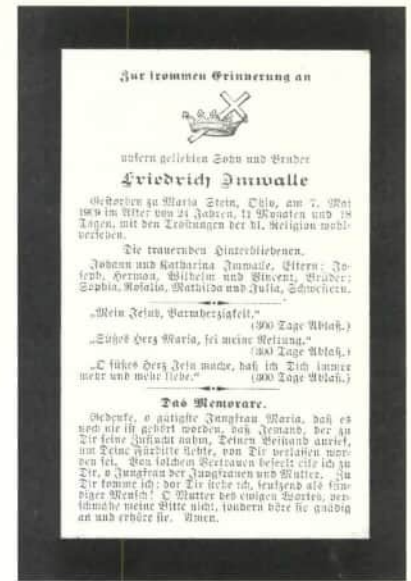 Zur frommen Erinnerung an
unsern geliebten Sohn und Bruder
Friedrich Imwalle
Gestorben zu Maria Stein, Ohio, am 7. Mai
1909 im Alter von 24 Jahren, 11 Monaten und 18
Tagen, mit den Tröstungen der hl. Religion wohl-
versehen.
Die trauernden Hinterbliebenen.
Johann und Katharina Imwalle, Eltern; Jo-
seph, Herman, Wilhelm und Vincent, Brüder;
Sophia, Rosalia, Mathilda und Julia, Schwestern.
„Mein Jesus, Barmherzigkeit.“
(300 Tage Ablaß.)
„Süßes Herz Mariä, sei meine Rettung.“
(300 Tage Ablaß.)
„O süßes Herz Jesu mache, daß ich Dich immer
mehr und mehr liebe.“ (300 Tage Ablaß.)
Das Memorare.
Gedenke, o gütigste Jungfrau Maria, daß es
noch nie ist gehört worden, daß Jemand, der zu
Dir seine Zuflucht nahm, Deinen Beistand anrief,
um Deine Fürbitte flehte, von Dir verlassen wor-
den sei. Von solchem Vertrauen beseelt eile ich zu
Dir, o Jungfrau der Jungfrauen und Mutter. Zu
Dir komme ich; vor Dir stehe ich, seufzend als sün-
diger Mensch! O Mutter des ewigen Wortes, ver-
schmähe meine Bitte nicht, sondern höre sie gnädig
an und erhöre sie. Amen.